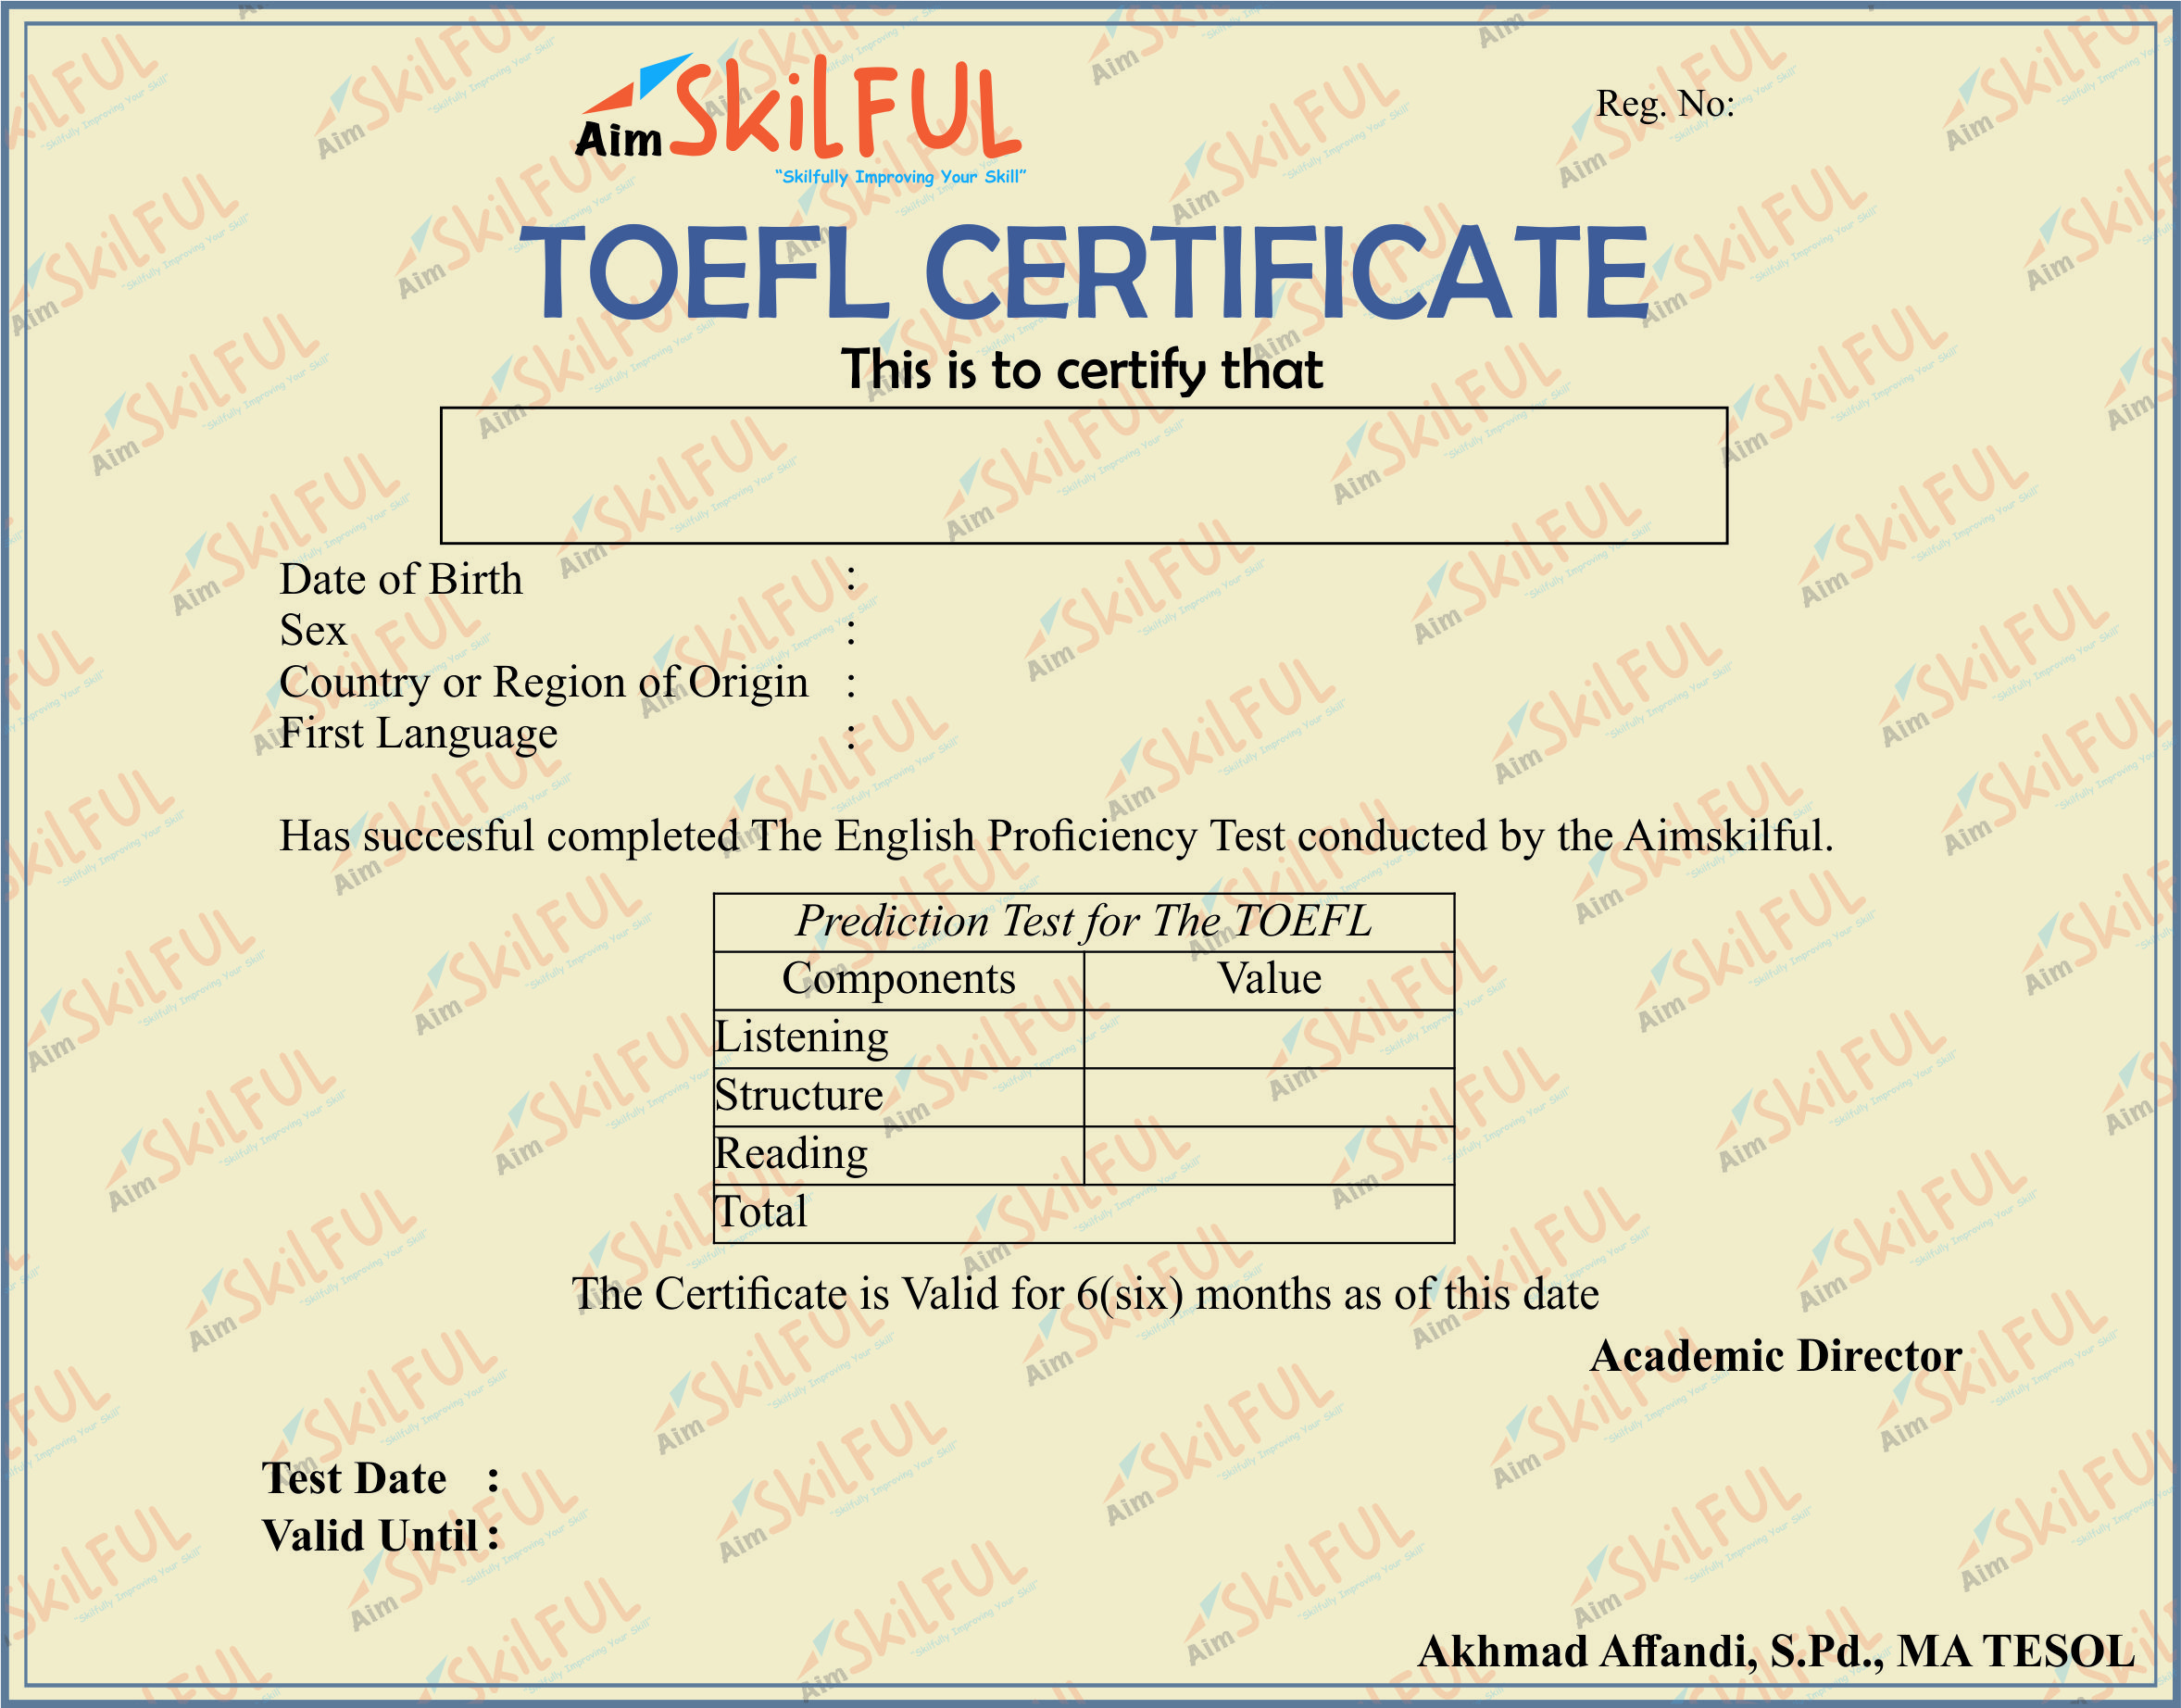 Aim SkilFUL
“Skilfully Improving Your Skill”
Reg. No:
TOEFL CERTIFICATE
This is to certify that
Date of Birth :
Sex :
Country or Region of Origin :
First Language :
Has succesful completed The English Proficiency Test conducted by the Aimskilful.
Prediction Test for The TOEFL
Components Value
Listening
Structure
Reading
Total
The Certificate is Valid for 6(six) months as of this date
Academic Director
Test Date :
Valid Until :
Akhmad Affandi, S.Pd., MA TESOL